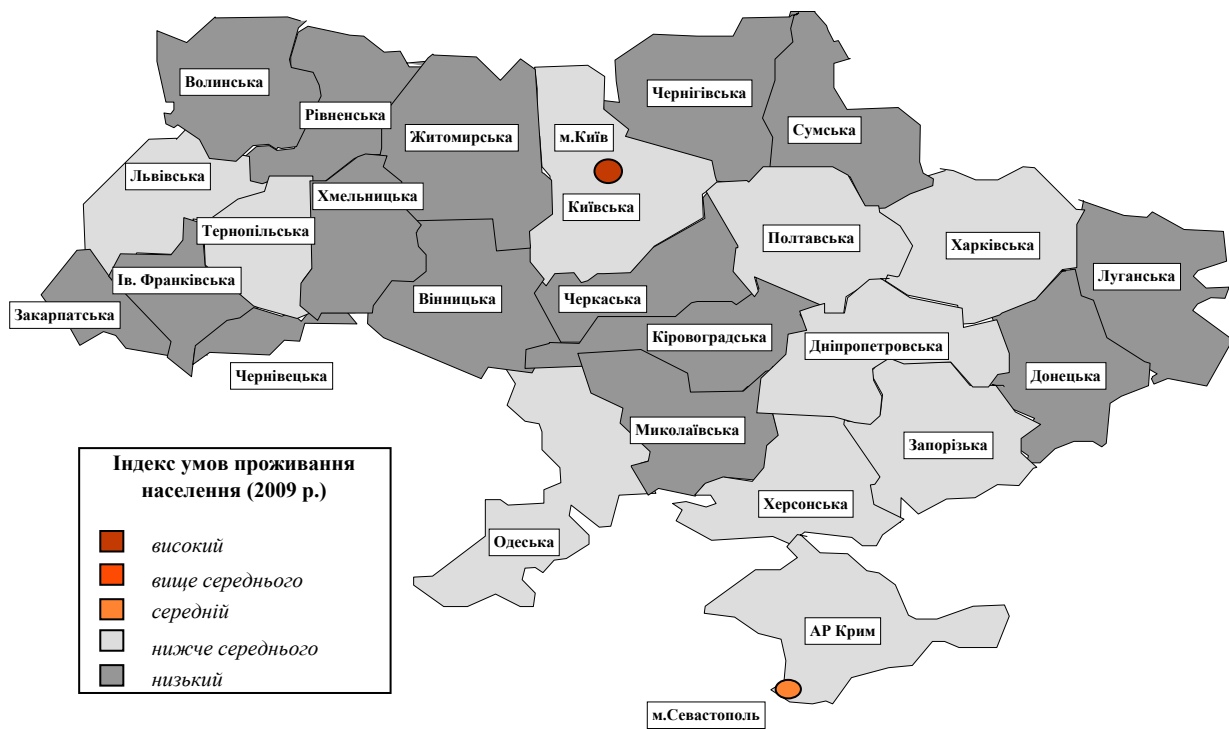 Волинська
Рівненська
Житомирська
м.Київ
Чернігівська
Сумська
Львівська
Хмельницька
Київська
Тернопільська
Полтавська
Харківська
Ів. Франківська
Луганська
Закарпатська
Вінницька
Черкаська
Кіровоградська
Дніпропетровська
Чернівецька
Донецька
Миколаївська
Запорізька
Херсонська
Одеська
АР Крим
м.Севастополь
Індекс умов проживання
населення (2009 р.)
високий
вище середнього
середній
нижче середнього
низький